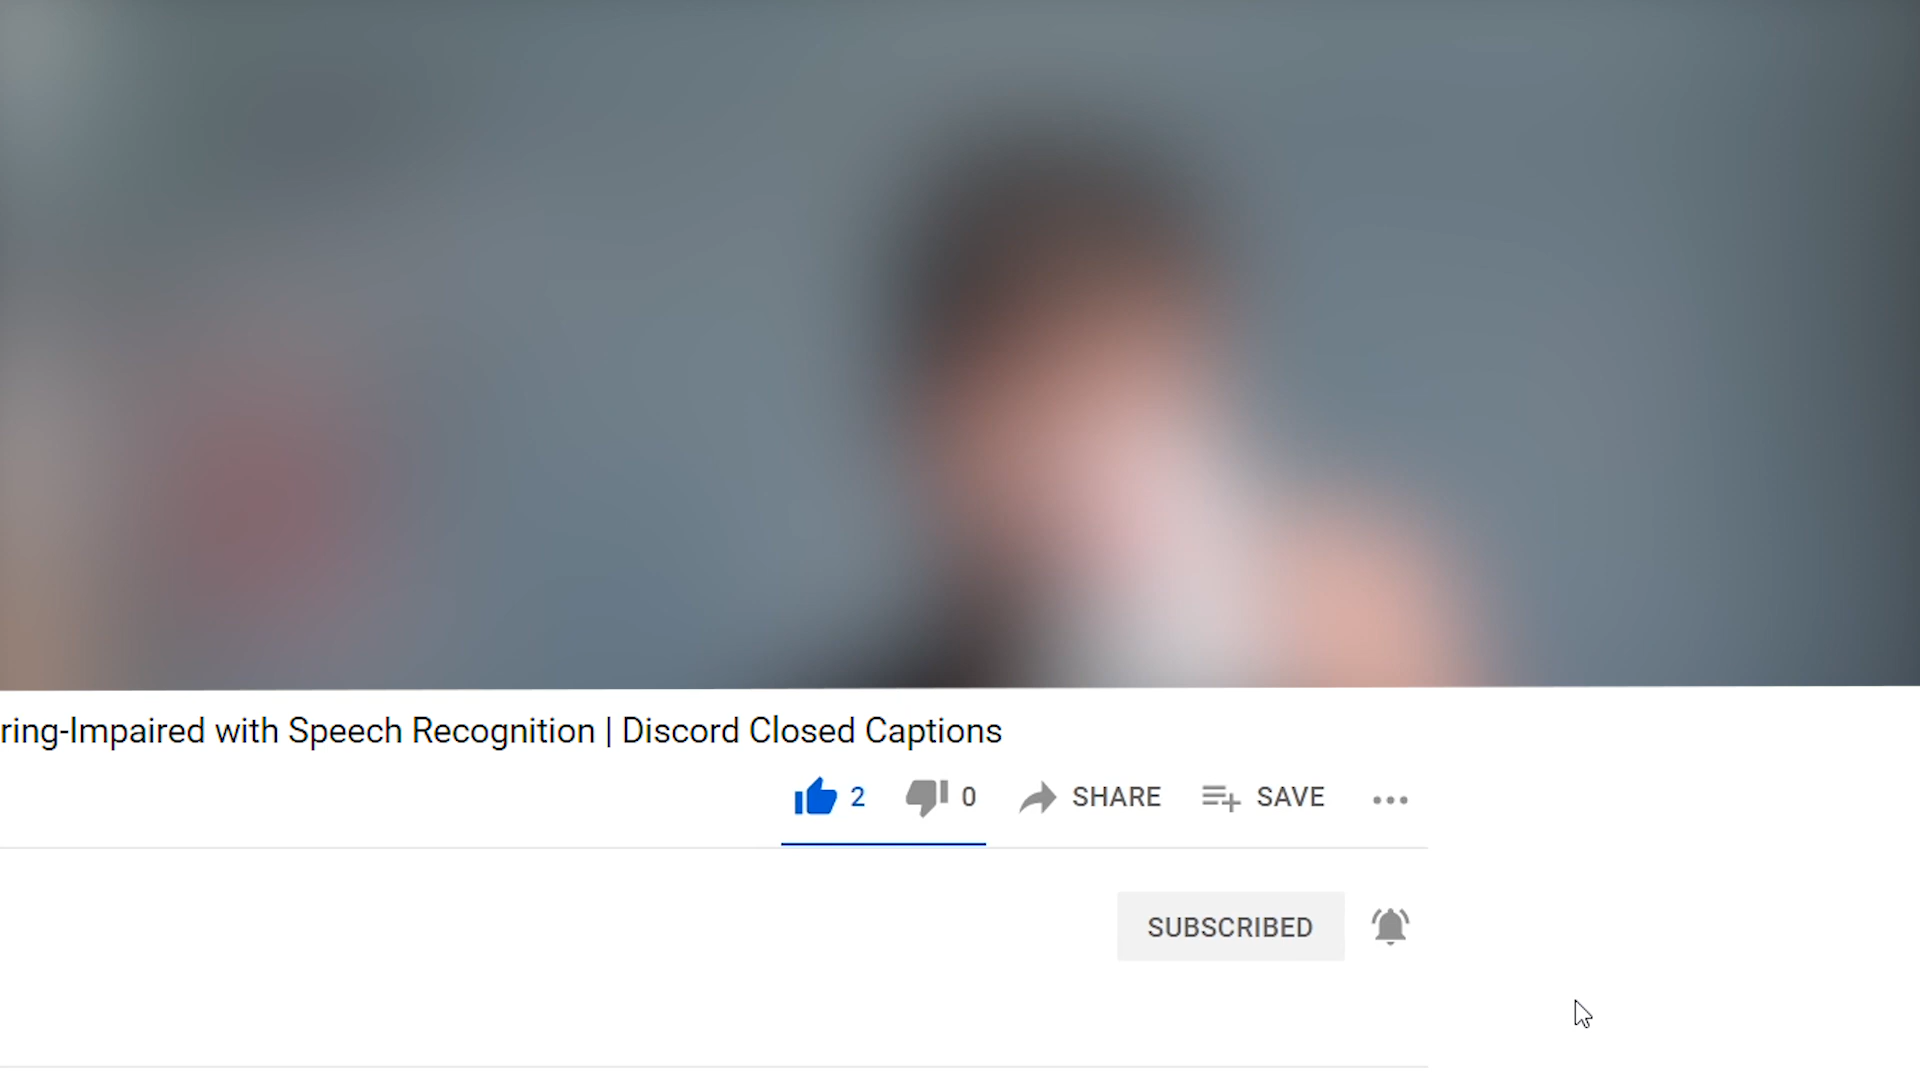 ring-Impaired with Speech Recognition | Discord Closed Captions
2 0 SHARE SAVE
SUBSCRIBED